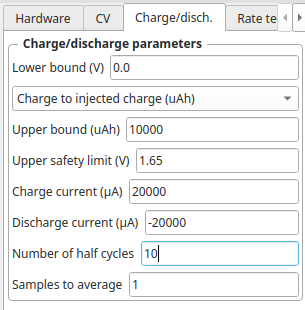 Hardware CV Charge/disch. Rate te
Charge/discharge parameters
Lower bound (V) 0.0
Charge to injected charge (uAh)
Upper bound (uAh) 10000
Upper safety limit (V) 1.65
Charge current (µA) 20000
Discharge current (µA) -20000
Number of half cycles 10
Samples to average 1